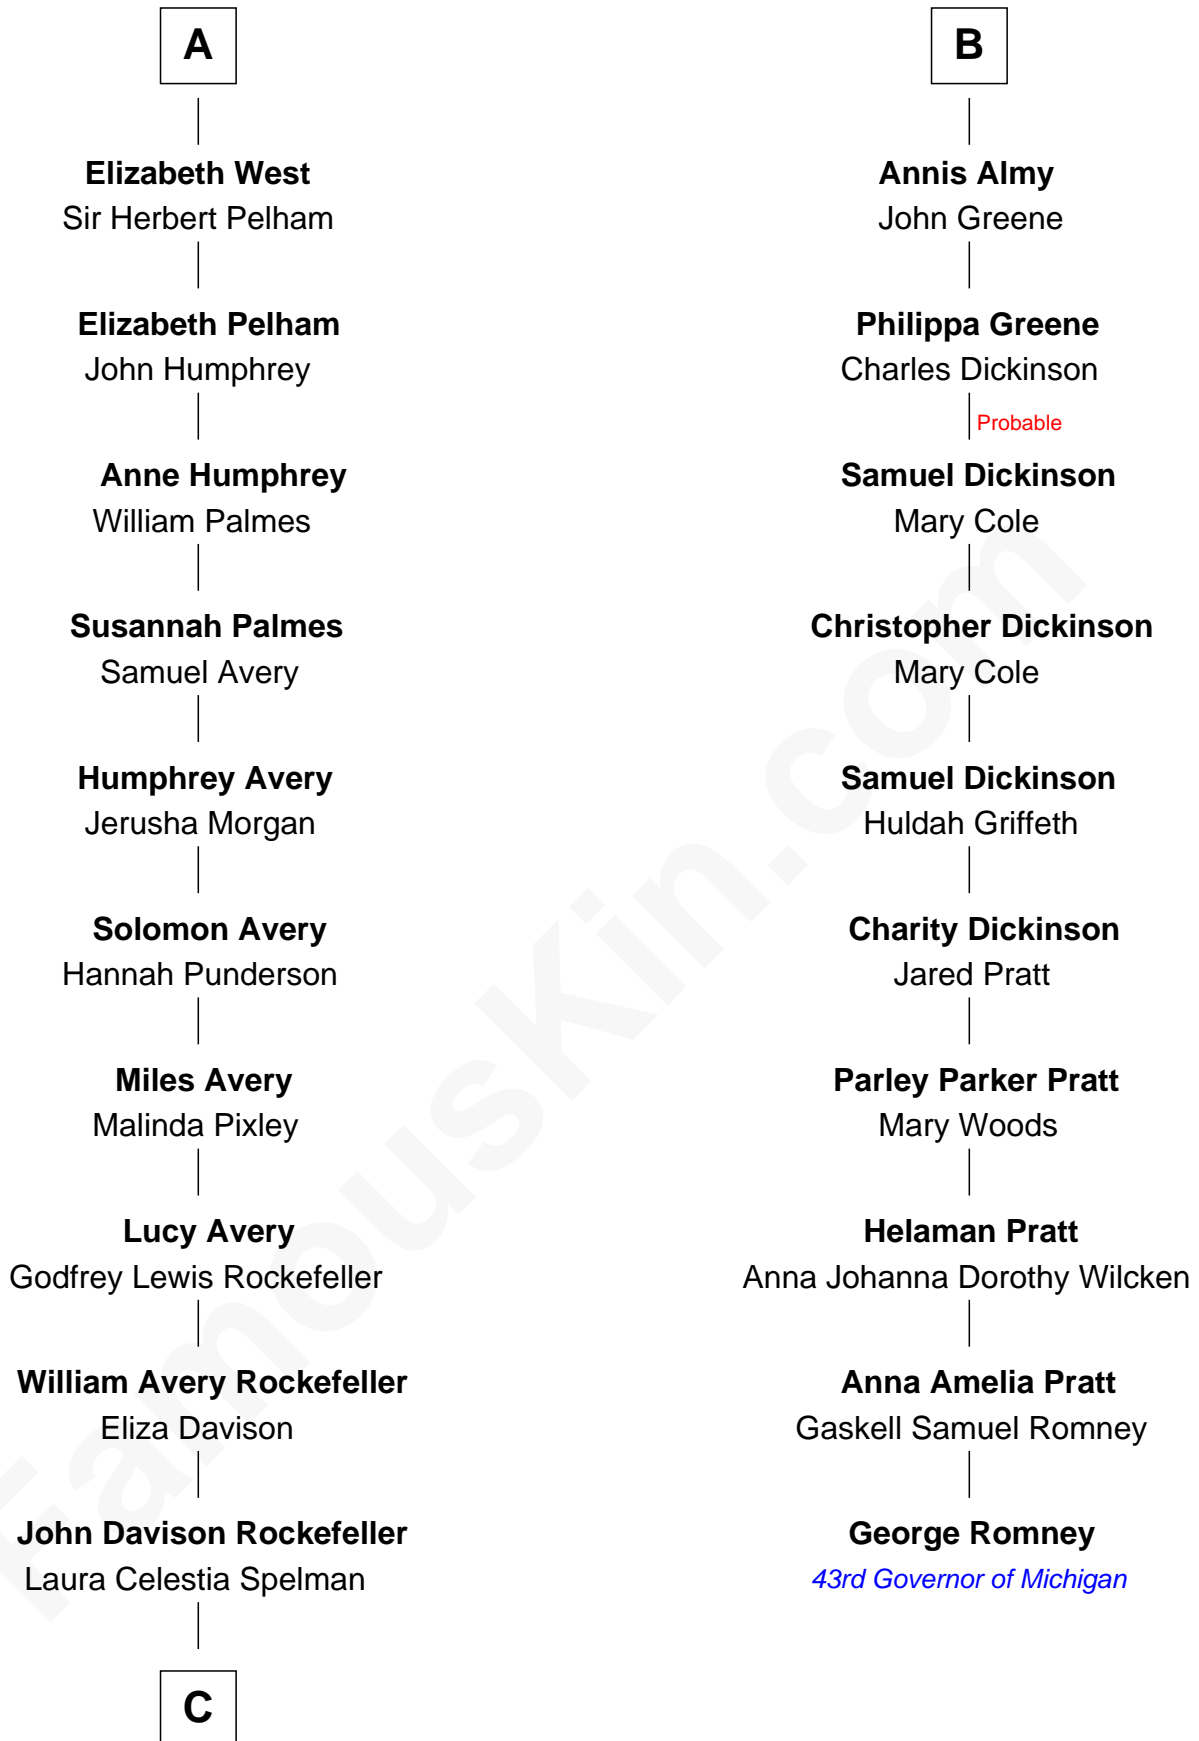 A
Elizabeth West
Sir Herbert Pelham
Elizabeth Pelham
John Humphrey
Anne Humphrey
William Palmes
Susannah Palmes
Samuel Avery
Humphrey Avery
Jerusha Morgan
Solomon Avery
Hannah Punderson
Miles Avery
Malinda Pixley
Lucy Avery
Godfrey Lewis Rockefeller
William Avery Rockefeller
Eliza Davison
John Davison Rockefeller
Laura Celestia Spelman
C
B
Annis Almy
John Greene
Philippa Greene
Charles Dickinson
Probable
Samuel Dickinson
Mary Cole
Christopher Dickinson
Mary Cole
Samuel Dickinson
Huldah Griffeth
Charity Dickinson
Jared Pratt
Parley Parker Pratt
Mary Woods
Helaman Pratt
Anna Johanna Dorothy Wilcken
Anna Amelia Pratt
Gaskell Samuel Romney
George Romney
43rd Governor of Michigan
FamousKin.com